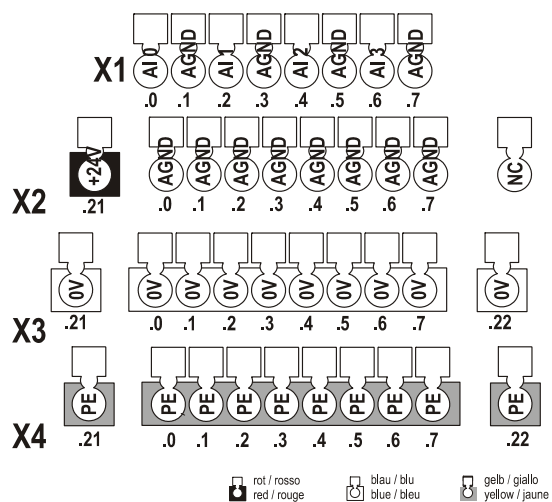 X1 AI 0 AGND AI 1 AGND AI 2 AGND AI 3 AGND
.0 .1 .2 .3 .4 .5 .6 .7
X2 +24V AGND AGND AGND AGND AGND AGND AGND AGND NC
.21 .0 .1 .2 .3 .4 .5 .6 .7
X3 0V 0V 0V 0V 0V 0V 0V 0V 0V 0V
.21 .0 .1 .2 .3 .4 .5 .6 .7 .22
X4 PE PE PE PE PE PE PE PE PE PE
.21 .0 .1 .2 .3 .4 .5 .6 .7 .22
rot / rosso blau / blu gelb / giallo
red / rouge blue / bleu yellow / jaune